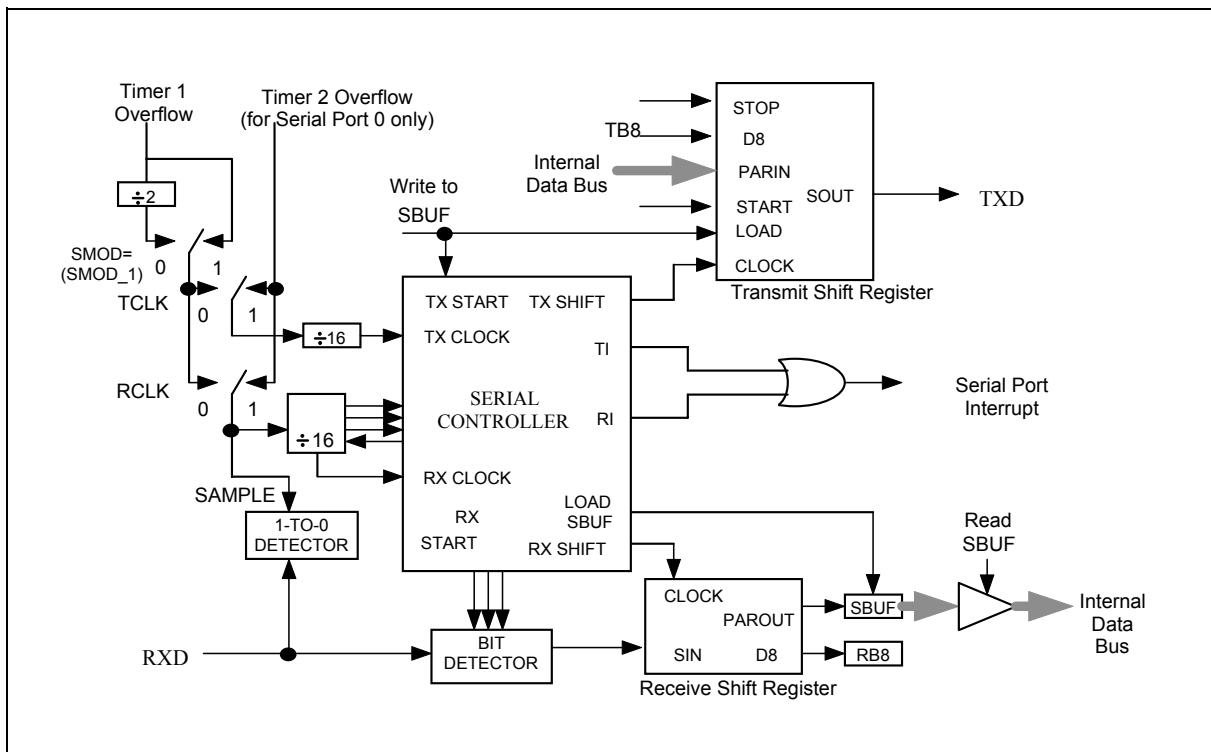 Timer 1
Overflow
Timer 2 Overflow
(for Serial Port 0 only)
÷2
SMOD=
(SMOD_1)
0
1
TCLK
0
1
RCLK
0
1
÷16
÷16
SAMPLE
1-TO-0
DETECTOR
RXD
Write to
SBUF
TX START
TX SHIFT
TX CLOCK
TI
SERIAL
CONTROLLER
RI
RX CLOCK
LOAD
SBUF
RX
START
RX SHIFT
BIT
DETECTOR
TB8
Internal
Data Bus
STOP
D8
PARIN
START
SOUT
LOAD
CLOCK
Transmit Shift Register
TXD
Serial Port
Interrupt
CLOCK
PAROUT
SIN
D8
Receive Shift Register
SBUF
RB8
Read
SBUF
Internal
Data
Bus